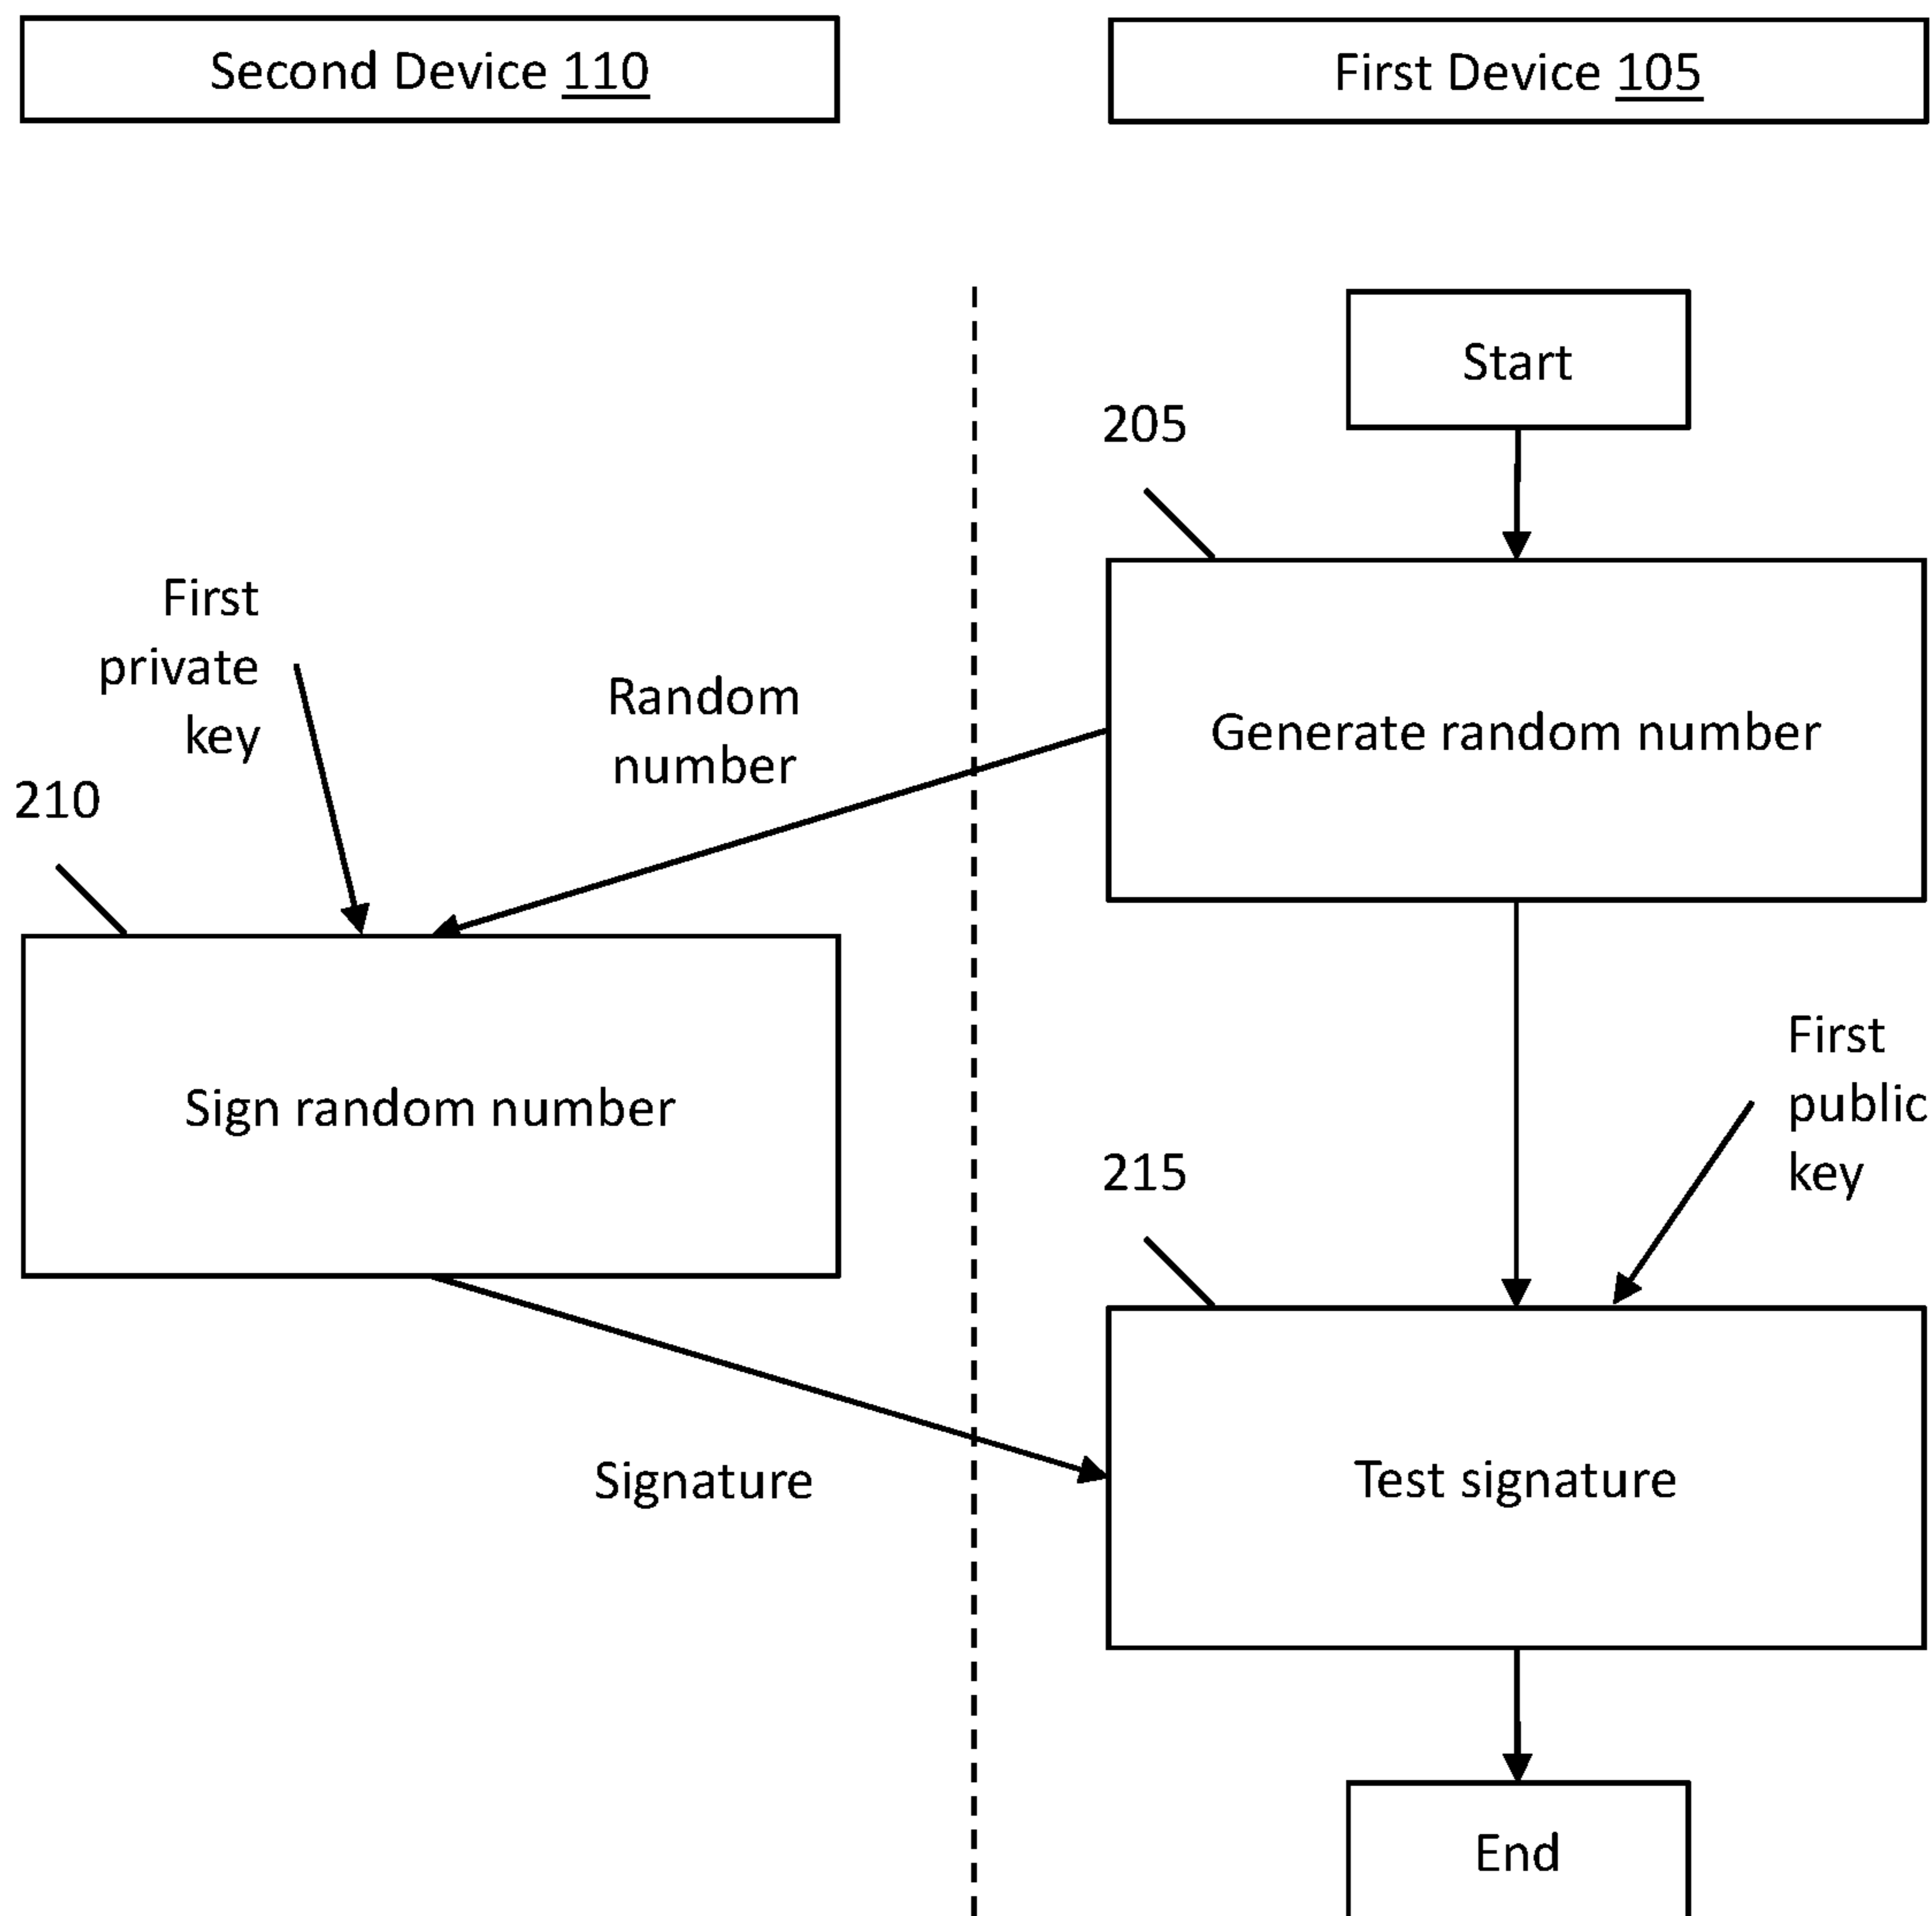 Second Device 110
First Device 105
Start
205
First
private
key
Random
number
Generate random number
210
Sign random number
First
public
key
215
Signature
Test signature
End